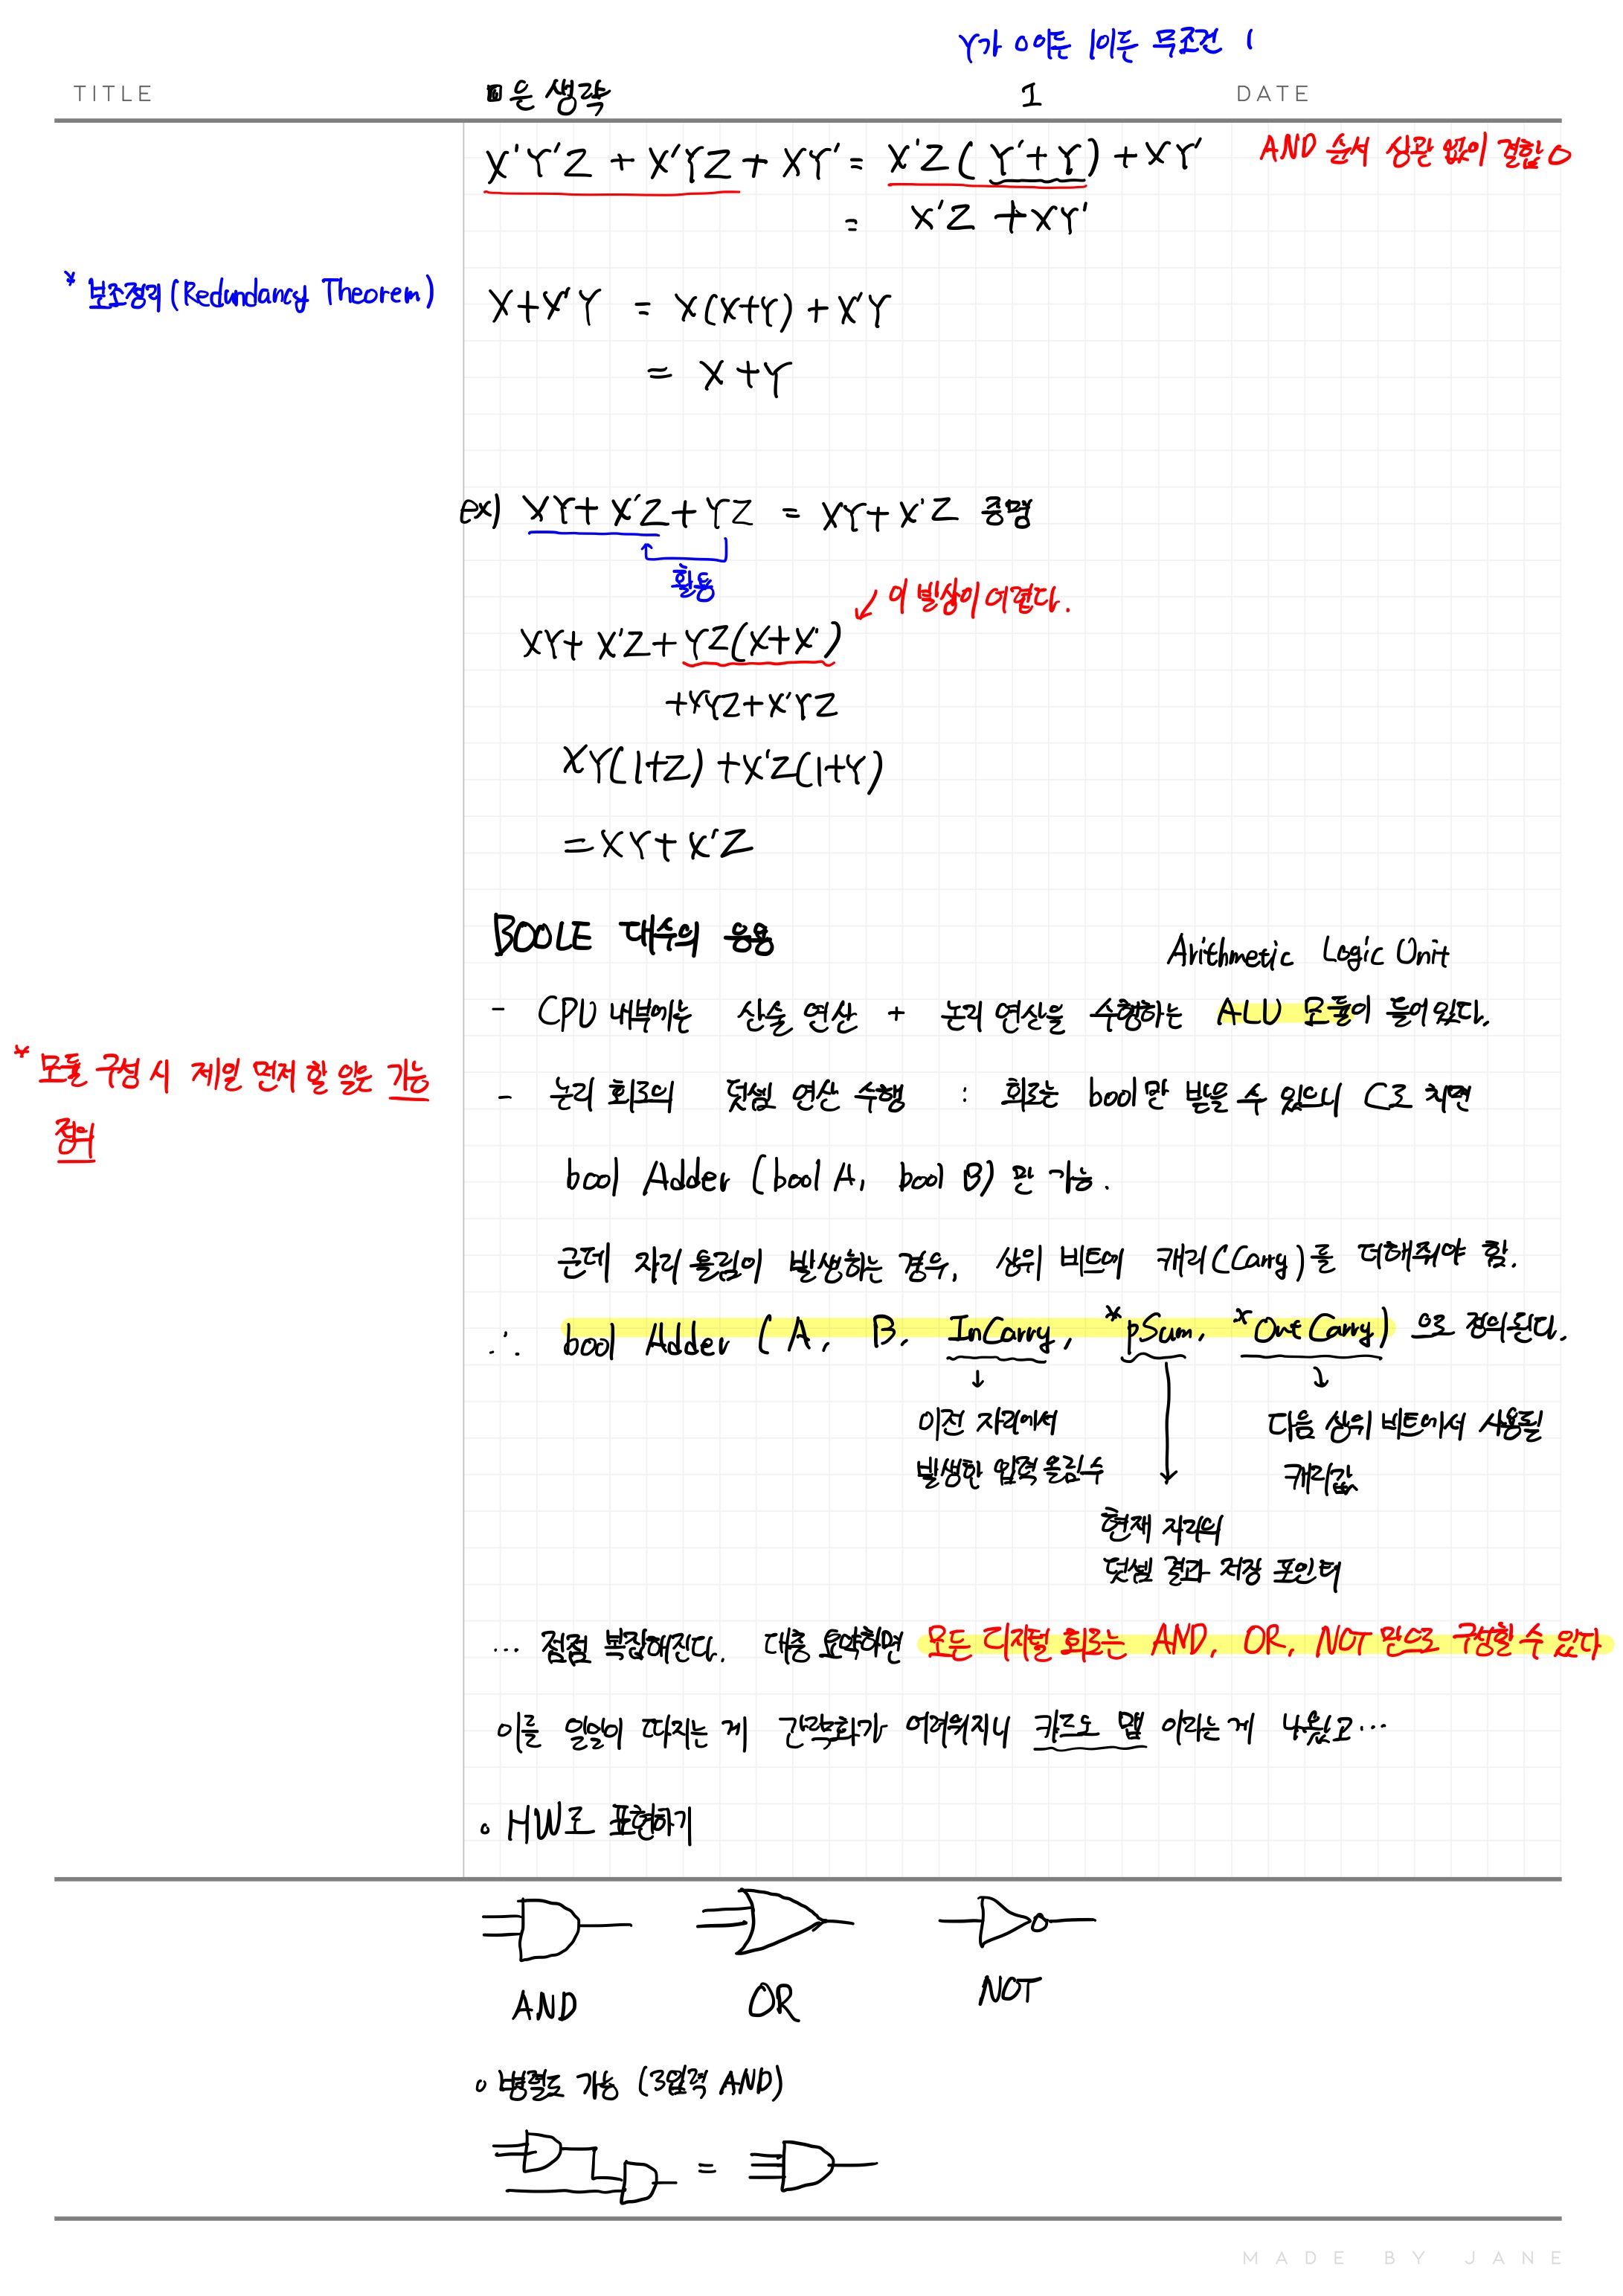 Y가 0이든 1이든 무조건 1
TITLE
은 생략
1
DATE
X'Y'Z + X'YZ + XY' = X'Z(Y'+Y) + XY'
AND 순서 상관 없이 결합 O
= X'Z + XY'
* 보조정리(Redundancy Theorem)
X+X'Y = X(X+Y) + X'Y
= X+Y
ex) XY+X'Z+YZ = XY+X'Z 증명
활용
이 발상이 어렵다.
XY+X'Z+YZ(X+X')
+XYZ+X'YZ
XY(1+Z)+X'Z(1+Y)
=XY+X'Z
BOOLE 대수의 응용
Arithmetic Logic Unit
- CPU 내부에는 산술 연산 + 논리 연산을 수행하는 ALU 모듈이 들어있다.
* 모듈 구성 시 제일 먼저 할 일은 기능
정의
- 논리 회로의 덧셈 연산 수행 : 회로는 bool만 받을 수 있으니 C로 치면
bool Adder (bool A, bool B) 만 가능.
근데 자리 올림이 발생하는 경우, 상위 비트에 캐리(Carry)를 더해줘야 함.
∴ bool Adder (A, B, InCarry, *pSum, *OutCarry) 으로 정의된다.
↓ ↓ ↓
이전 자리에서
발생한 입력 올림수
다음 상위 비트에서 사용될
캐리값
현재 자리의
덧셈 결과 저장 포인터
… 점점 복잡해진다. 대충 요약하면 모든 디지털 회로는 AND, OR, NOT 만으로 구성할 수 있다
이를 일일이 따지는 게 간략화가 어려워지니 카르노 맵 이라는 게 나왔고…
o HW로 표현하기
AND
OR
NOT
o 병렬도 가능 (3입력 AND)
=
MADE BY JANE